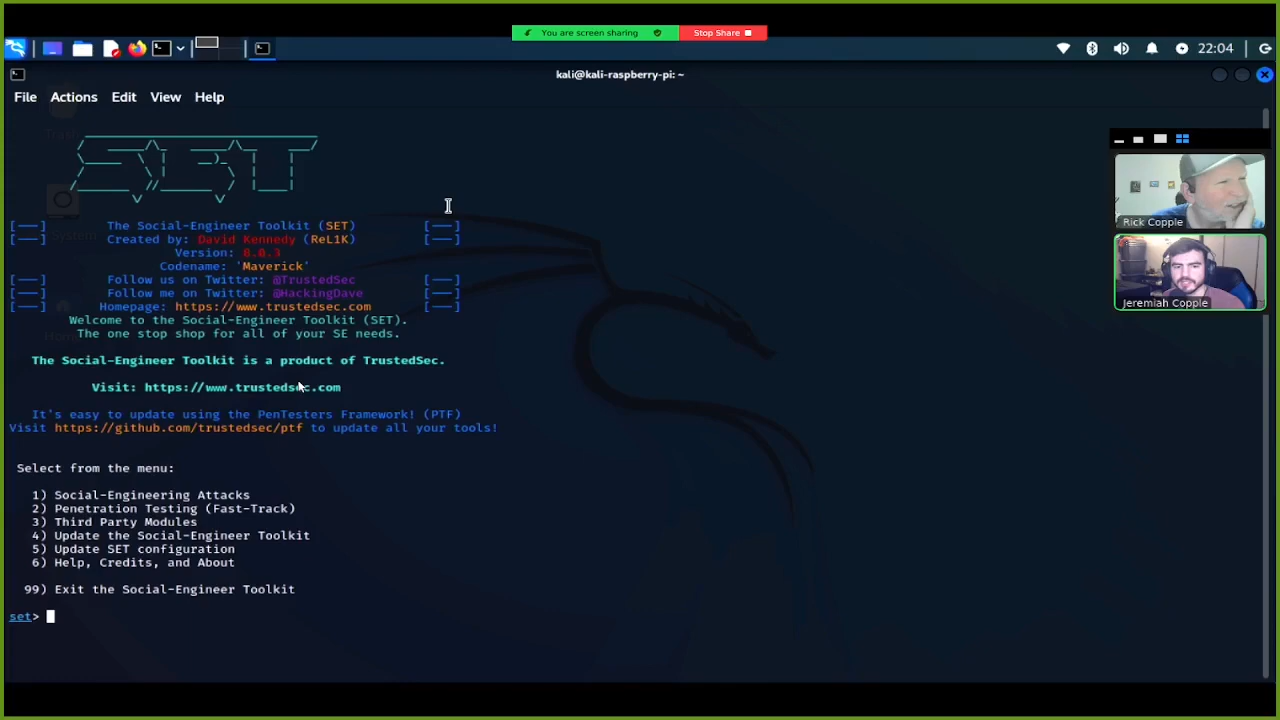 You are screen sharing
Stop Share
22:04
kali@kali-raspberry-pi: ~
File Actions Edit View Help
[---] The Social-Engineer Toolkit (SET) [---]
[---] Created by: David Kennedy (ReL1K) [---]
Version: 8.0.3
Codename: 'Maverick'
[---] Follow us on Twitter: @TrustedSec [---]
[---] Follow me on Twitter: @HackingDave [---]
[---] Homepage: https://www.trustedsec.com [---]
Welcome to the Social-Engineer Toolkit (SET).
The one stop shop for all of your SE needs.
The Social-Engineer Toolkit is a product of TrustedSec.
Visit: https://www.trustedsec.com
It's easy to update using the PenTesters Framework! (PTF)
Visit https://github.com/trustedsec/ptf to update all your tools!
Select from the menu:
1) Social-Engineering Attacks
2) Penetration Testing (Fast-Track)
3) Third Party Modules
4) Update the Social-Engineer Toolkit
5) Update SET configuration
6) Help, Credits, and About
99) Exit the Social-Engineer Toolkit
set>
Rick Copple
Jeremiah Copple